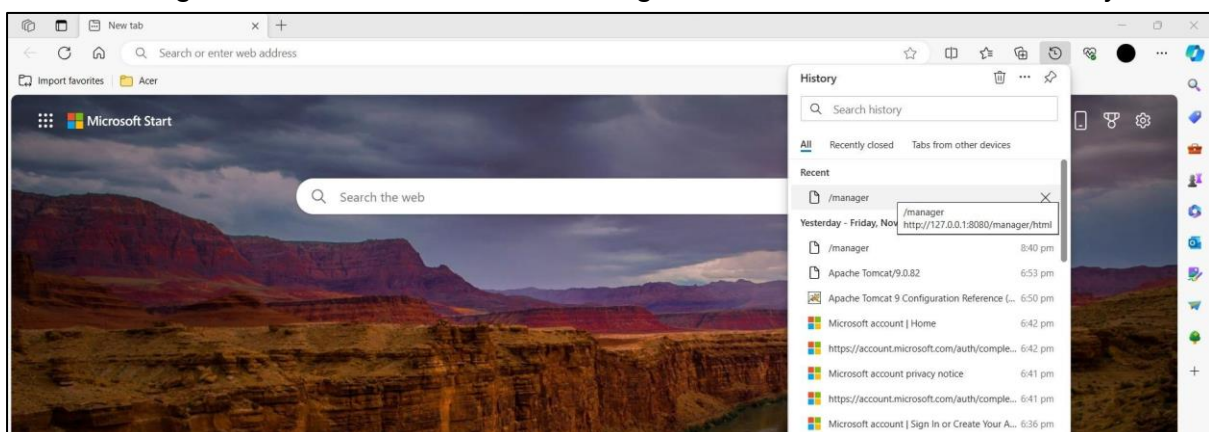 New tab
Search or enter web address
Import favorites
Acer
Microsoft Start
Search the web
History
Search history
All Recently closed Tabs from other devices
Recent
/manager
/manager
http://127.0.0.1:8080/manager/html
Yesterday - Friday, Nov
/manager 8:40 pm
Apache Tomcat/9.0.82 6:53 pm
Apache Tomcat 9 Configuration Reference (... 6:50 pm
Microsoft account | Home 6:42 pm
https://account.microsoft.com/auth/comple... 6:42 pm
Microsoft account privacy notice 6:41 pm
https://account.microsoft.com/auth/comple... 6:41 pm
Microsoft account | Sign In or Create Your A... 6:36 pm